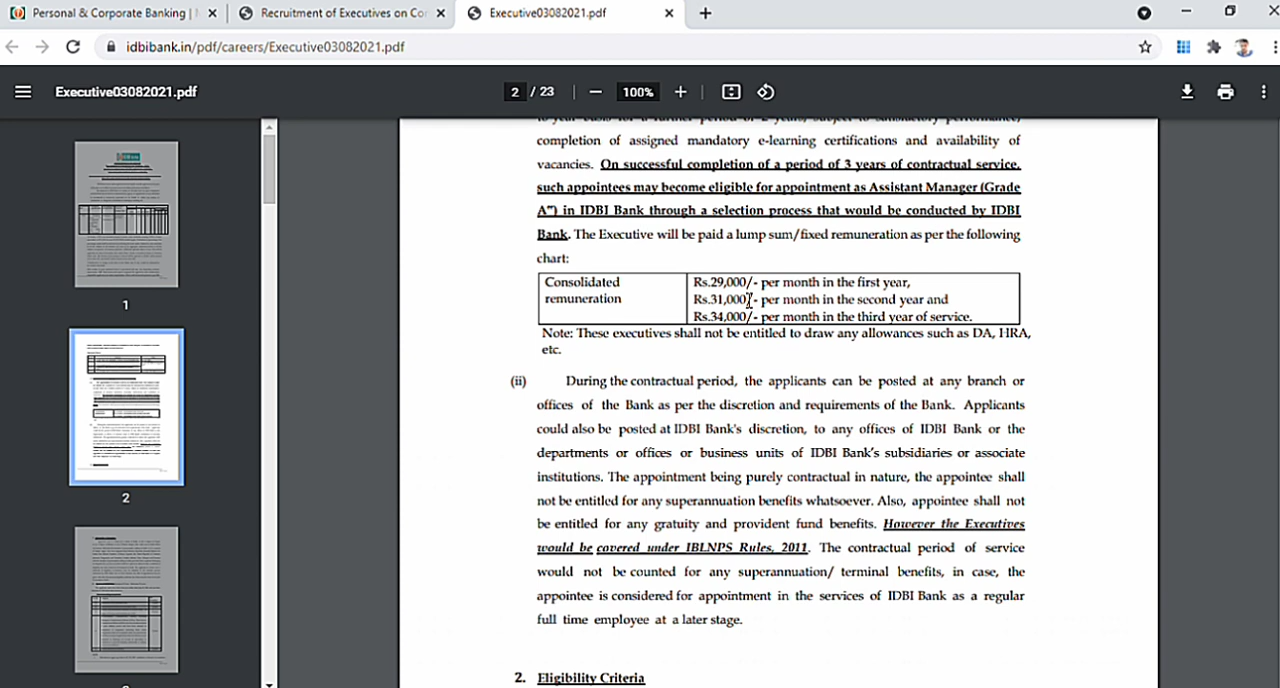 Personal & Corporate Banking |
Recruitment of Executives on Co
Executive03082021.pdf
idbibank.in/pdf/careers/Executive03082021.pdf
Executive03082021.pdf
2 / 23
100%
completion of assigned mandatory e-learning certifications and availability of
vacancies. On successful completion of a period of 3 years of contractual service,
such appointees may become eligible for appointment as Assistant Manager (Grade
A") in IDBI Bank through a selection process that would be conducted by IDBI
Bank. The Executive will be paid a lump sum/fixed remuneration as per the following
chart:
Consolidated
remuneration
Rs.29,000/- per month in the first year,
Rs.31,000/- per month in the second year and
Rs.34,000/- per month in the third year of service.
Note: These executives shall not be entitled to draw any allowances such as DA, HRA,
etc.
(ii) During the contractual period, the applicants can be posted at any branch or
offices of the Bank as per the discretion and requirements of the Bank. Applicants
could also be posted at IDBI Bank's discretion, to any offices of IDBI Bank or the
departments or offices or business units of IDBI Bank's subsidiaries or associate
institutions. The appointment being purely contractual in nature, the appointee shall
not be entitled for any superannuation benefits whatsoever. Also, appointee shall not
be entitled for any gratuity and provident fund benefits. However the Executives
would be covered under IBLNPS Rules, 2011. The contractual period of service
would not be counted for any superannuation/ terminal benefits, in case, the
appointee is considered for appointment in the services of IDBI Bank as a regular
full time employee at a later stage.
2. Eligibility Criteria
1
2